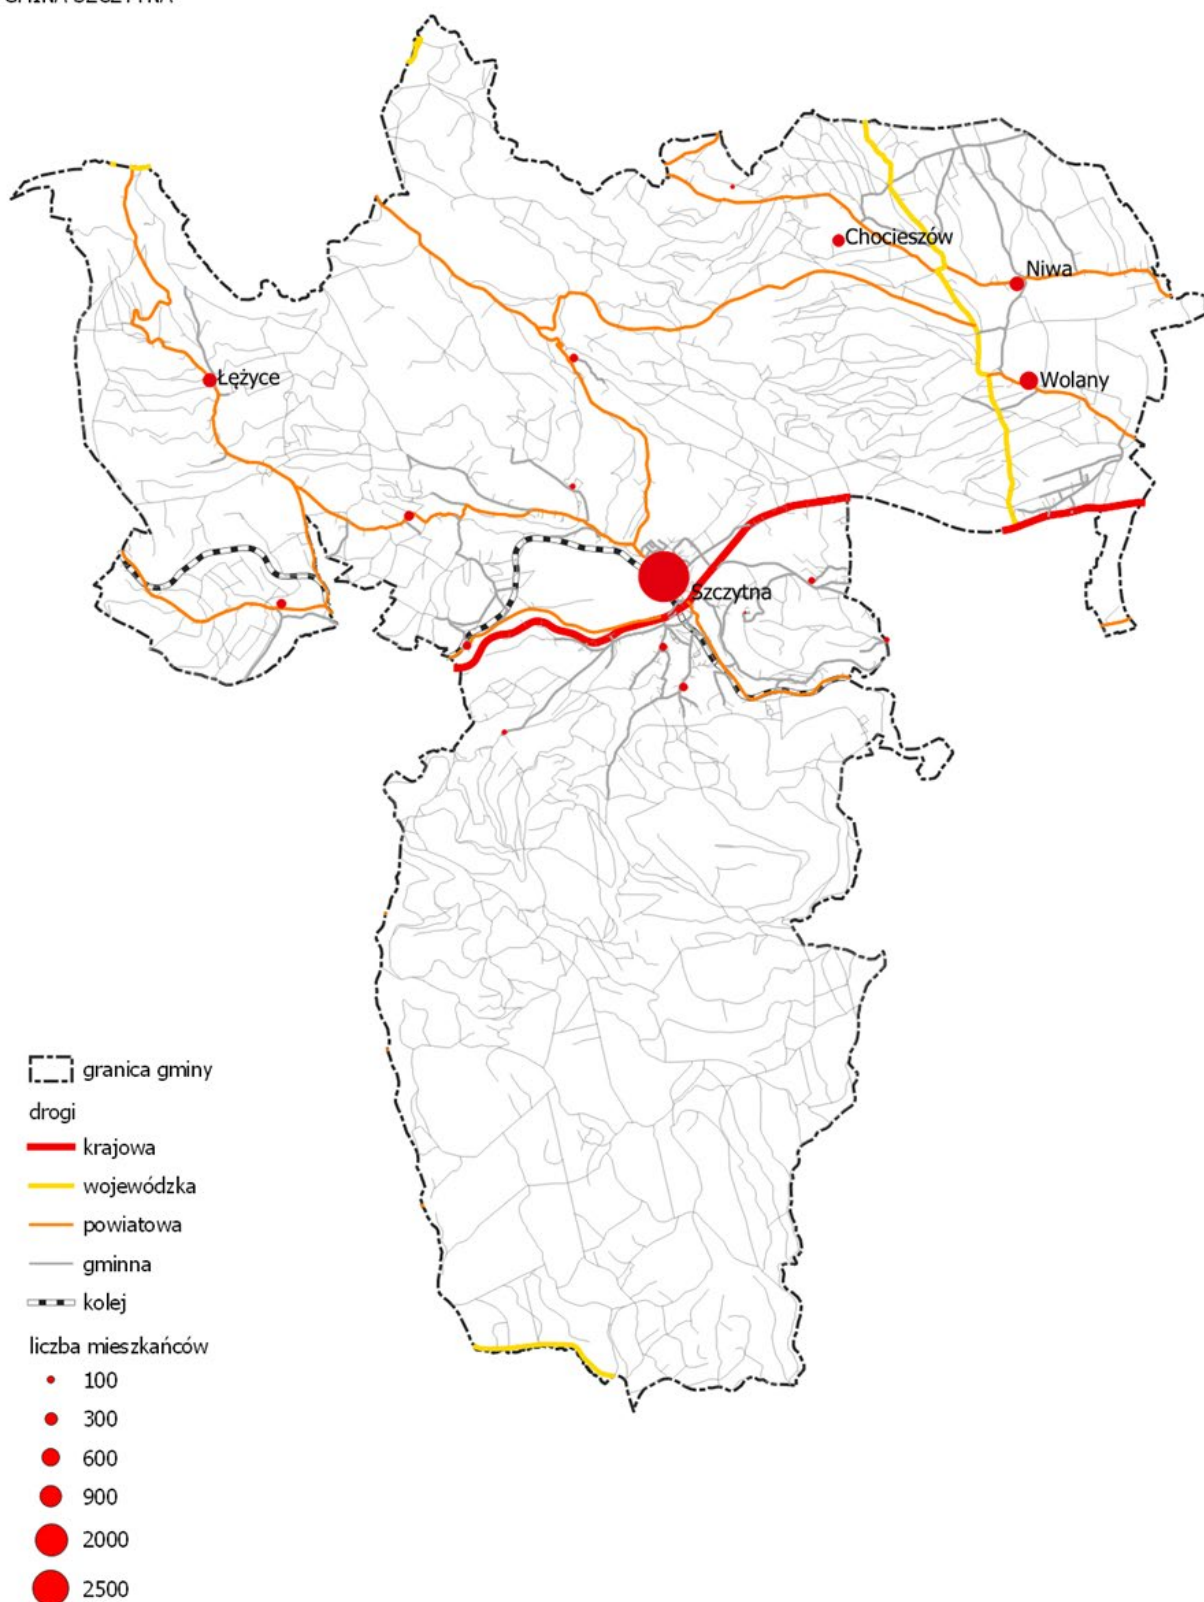 Chocieszów
Niwa
Łężyce
Wolany
Szczytna
granica gminy
drogi
krajowa
wojewódzka
powiatowa
gminna
kolej
liczba mieszkańców
100
300
600
900
2000
2500